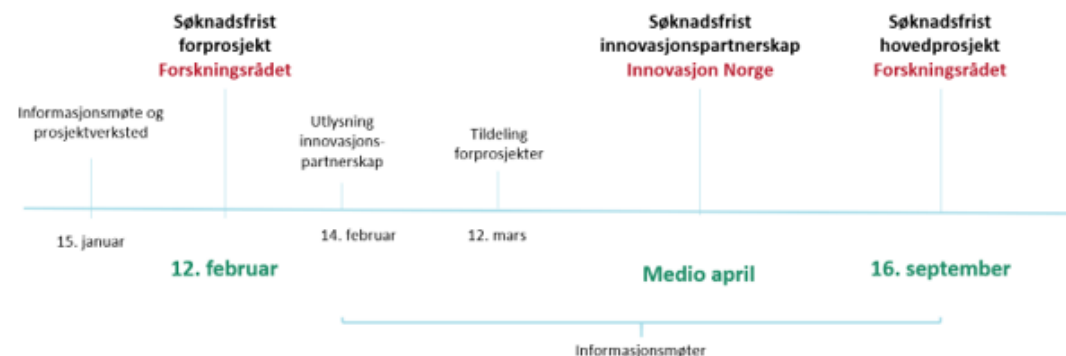 Søknadsfrist
forprosjekt
Forskningsrådet
Søknadsfrist
innovasjonspartnerskap
Innovasjon Norge
Søknadsfrist
hovedprosjekt
Forskningsrådet
Informasjonsmøte og
prosjektverksted
Utlysning
innovasjons-
partnerskap
Tildeling
forprosjekter
15. januar
12. februar
14. februar
12. mars
Medio april
16. september
Informasjonsmøter